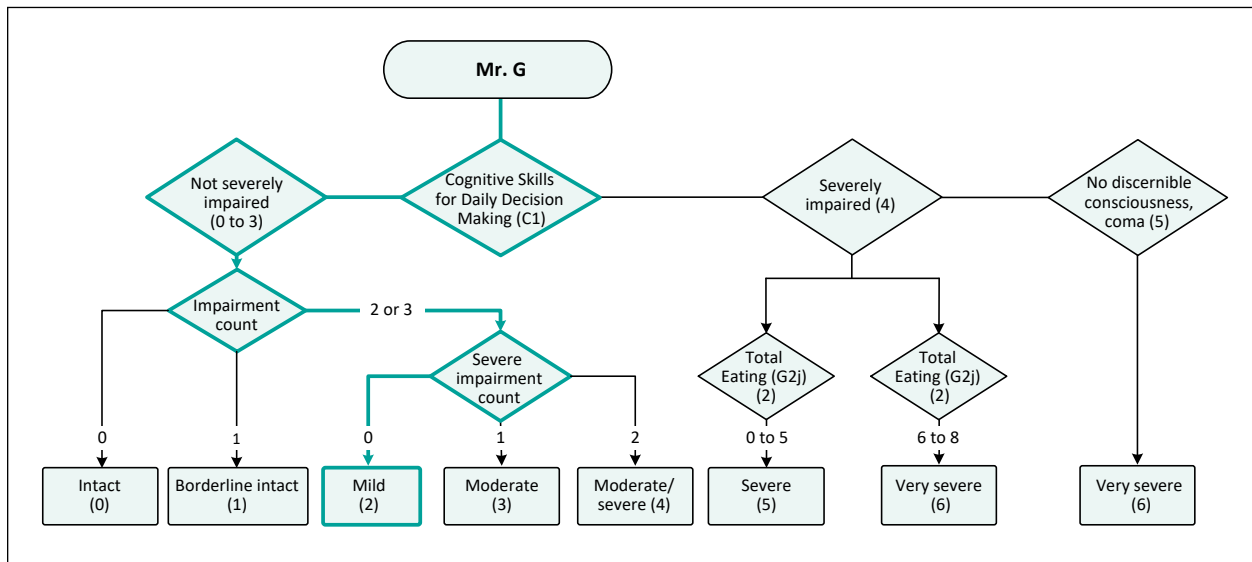 Mr. G
Cognitive Skills
for Daily Decision
Making (C1)
Not severely
impaired
(0 to 3)
Severely
impaired (4)
No discernible
consciousness,
coma (5)
Impairment
count
2 or 3
Severe
impairment
count
Total
Eating (G2j)
(2)
Total
Eating (G2j)
(2)
0
1
0
1
2
0 to 5
6 to 8
Intact
(0)
Borderline intact
(1)
Mild
(2)
Moderate
(3)
Moderate/
severe (4)
Severe
(5)
Very severe
(6)
Very severe
(6)